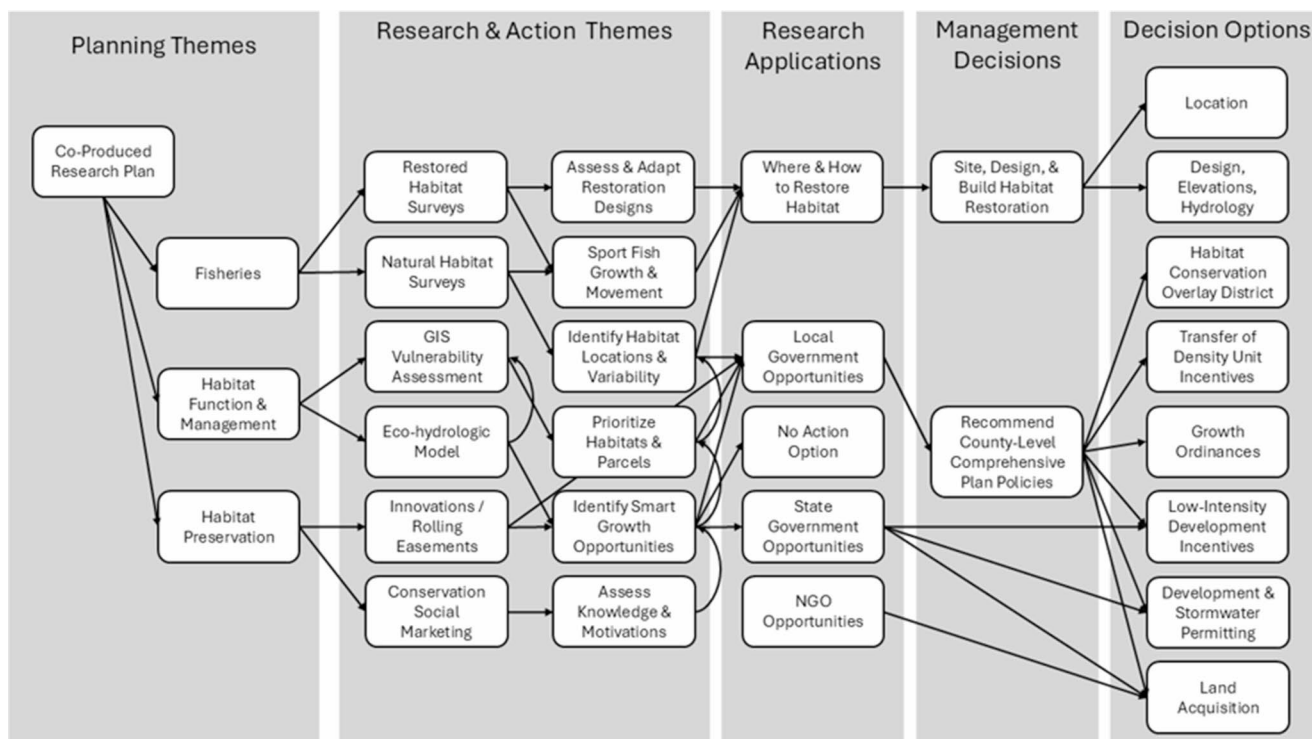 Planning Themes
Research & Action Themes
Research
Applications
Management
Decisions
Decision Options
Co-Produced
Research Plan
Fisheries
Habitat
Function &
Management
Habitat
Preservation
Restored
Habitat
Surveys
Natural Habitat
Surveys
GIS
Vulnerability
Assessment
Eco-hydrologic
Model
Innovations /
Rolling
Easements
Conservation
Social
Marketing
Assess & Adapt
Restoration
Designs
Sport Fish
Growth &
Movement
Identify Habitat
Locations &
Variability
Prioritize
Habitats &
Parcels
Identify Smart
Growth
Opportunities
Assess
Knowledge &
Motivations
Where & How
to Restore
Habitat
Local
Government
Opportunities
No Action
Option
State
Government
Opportunities
NGO
Opportunities
Site, Design, &
Build Habitat
Restoration
Recommend
County-Level
Comprehensive
Plan Policies
Location
Design,
Elevations,
Hydrology
Habitat
Conservation
Overlay District
Transfer of
Density Unit
Incentives
Growth
Ordinances
Low-Intensity
Development
Incentives
Development &
Stormwater
Permitting
Land
Acquisition